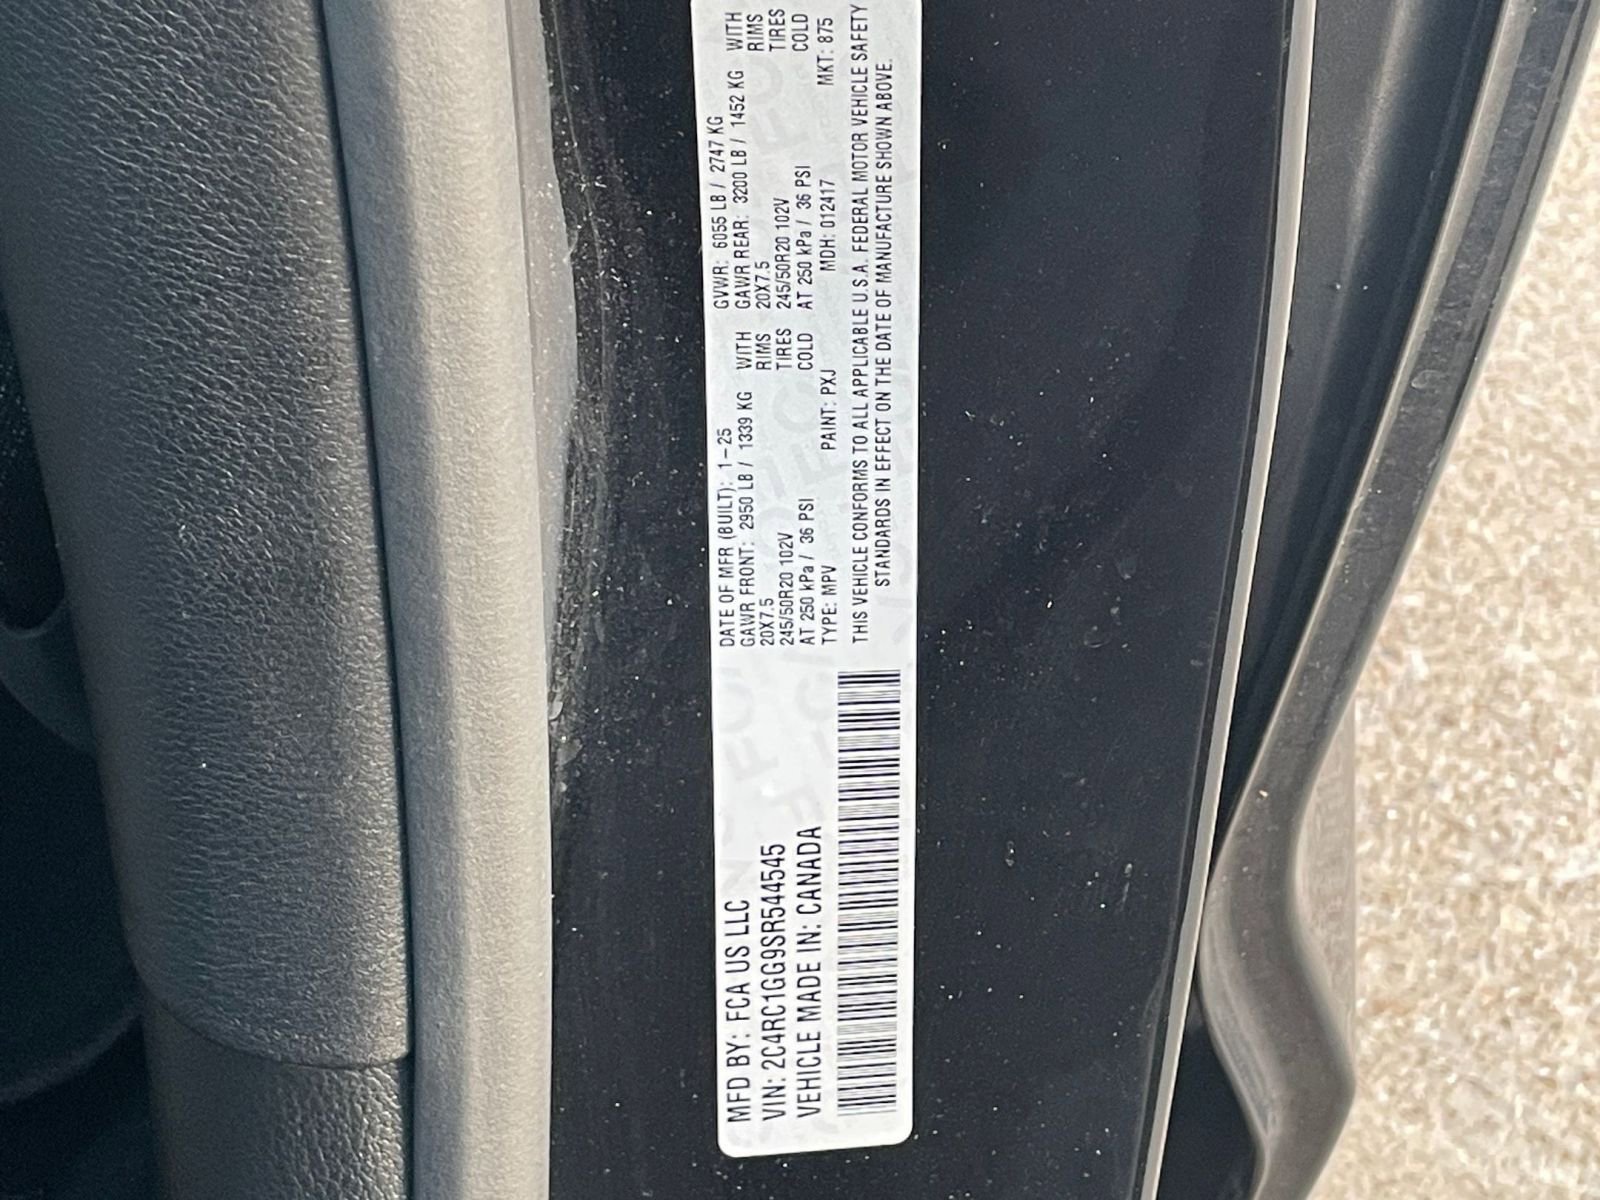 MFD BY: FCA US LLC
VIN: 2C4RC1GG9SR544545
VEHICLE MADE IN: CANADA
DATE OF MFR (BUILT): 1-25 GVWR: 6055 LB / 2747 KG
GAWR FRONT: 2950 LB / 1339 KG WITH GAWR REAR: 3200 LB / 1452 KG WITH
20X7.5 RIMS 20X7.5 RIMS
245/50R20 102V TIRES 245/50R20 102V TIRES
AT 250 kPa / 36 PSI COLD AT 250 kPa / 36 PSI COLD
TYPE: MPV PAINT: PXJ MDH: 012417 MKT: 875
THIS VEHICLE CONFORMS TO ALL APPLICABLE U.S.A. FEDERAL MOTOR VEHICLE SAFETY
STANDARDS IN EFFECT ON THE DATE OF MANUFACTURE SHOWN ABOVE.